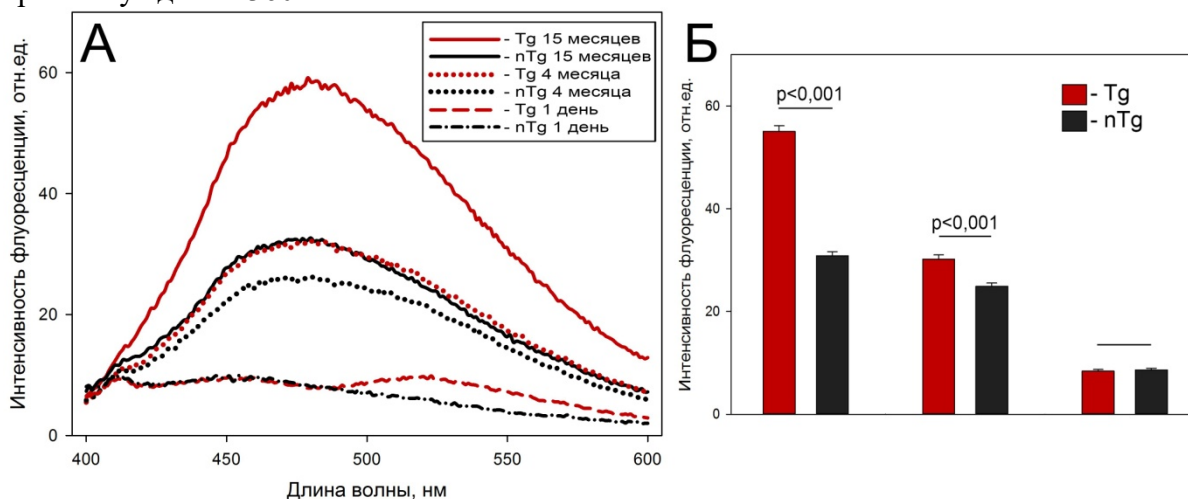 А
- Tg 15 месяцев
- nTg 15 месяцев
- Tg 4 месяца
- nTg 4 месяца
- Tg 1 день
- nTg 1 день
Интенсивность флуоресценции, отн.ед.
60
40
20
0
400 450 500 550 600
Длина волны, нм
Б
- Tg
- nTg
p<0,001
p<0,001
Интенсивность флуоресценции, отн.ед.
60
40
20
0